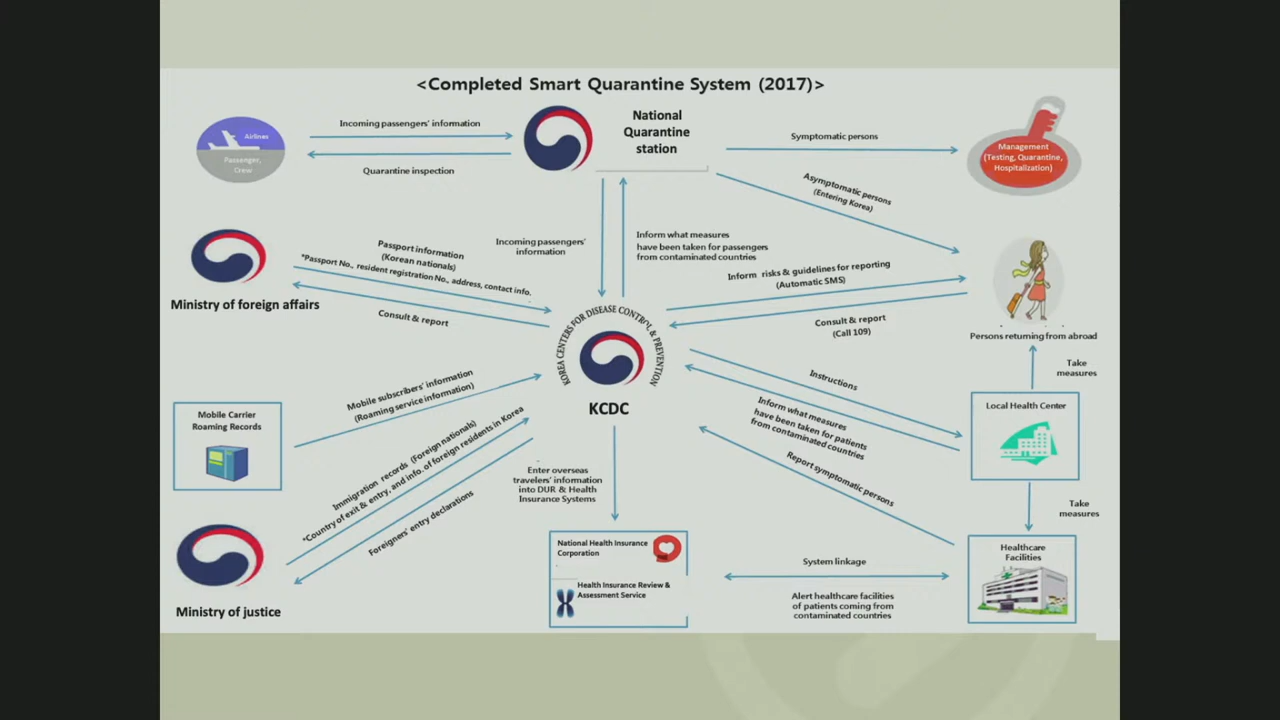 <Completed Smart Quarantine System (2017)>
Airlines
Passenger,
Crew
Incoming passengers' information
Quarantine inspection
National
Quarantine
station
Symptomatic persons
Management
(Testing, Quarantine,
Hospitalization)
Asymptomatic persons
(Entering Korea)
Ministry of foreign affairs
Passport information
(Korean nationals)
*Passport No., resident registration No., address, contact info.
Consult & report
Incoming passengers'
information
Inform what measures
have been taken for passengers
from contaminated countries
Inform risks & guidelines for reporting
(Automatic SMS)
Consult & report
(Call 109)
Persons returning from abroad
KOREA CENTERS FOR DISEASE CONTROL & PREVENTION
KCDC
Mobile Carrier
Roaming Records
Mobile subscribers' information
(Roaming service information)
Instructions
Inform what measures
have been taken for patients
from contaminated countries
Report symptomatic persons
Take
measures
Local Health Center
Take
measures
Immigration records (Foreign nationals)
*Country of exit & entry, and info. of foreign residents in Korea
Foreigners' entry declarations
Ministry of justice
Enter overseas
travelers' information
into DUR & Health
Insurance Systems
National Health Insurance
Corporation
Health Insurance Review &
Assessment Service
System linkage
Alert healthcare facilities
of patients coming from
contaminated countries
Healthcare
Facilities